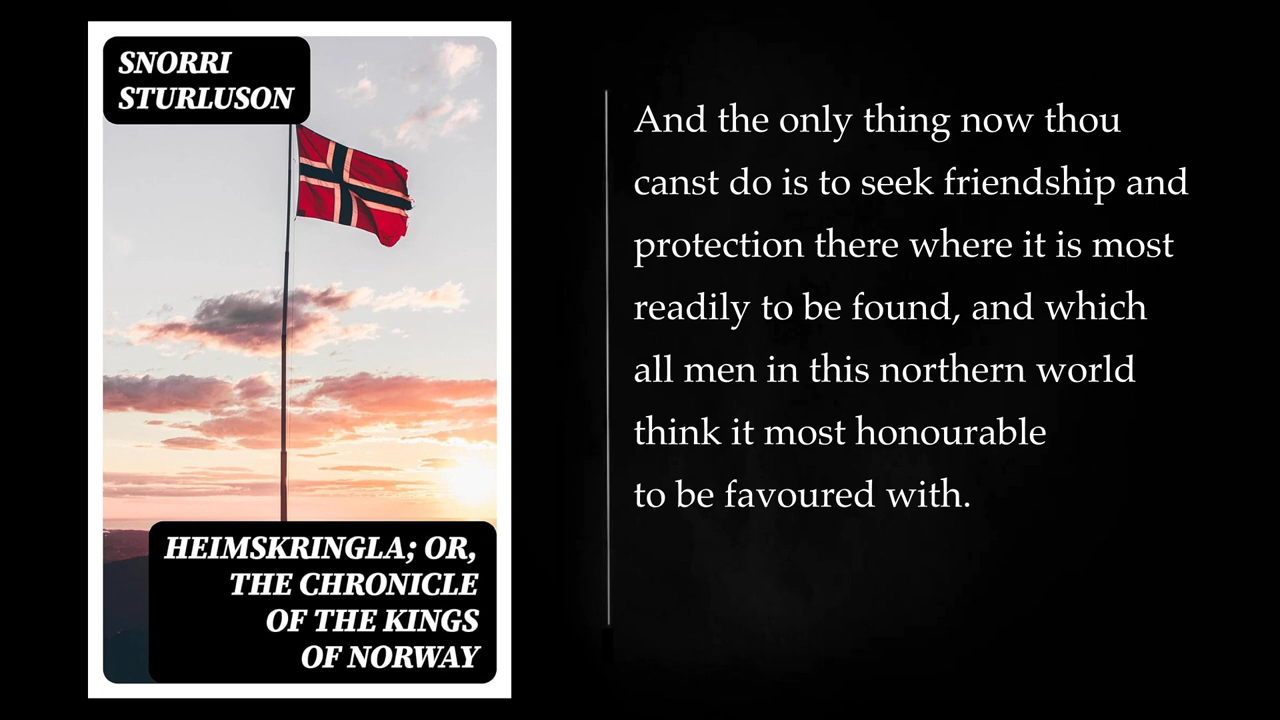 SNORRI
STURLUSON
HEIMSKRINGLA; OR,
THE CHRONICLE
OF THE KINGS
OF NORWAY
And the only thing now thou
canst do is to seek friendship and
protection there where it is most
readily to be found, and which
all men in this northern world
think it most honourable
to be favoured with.